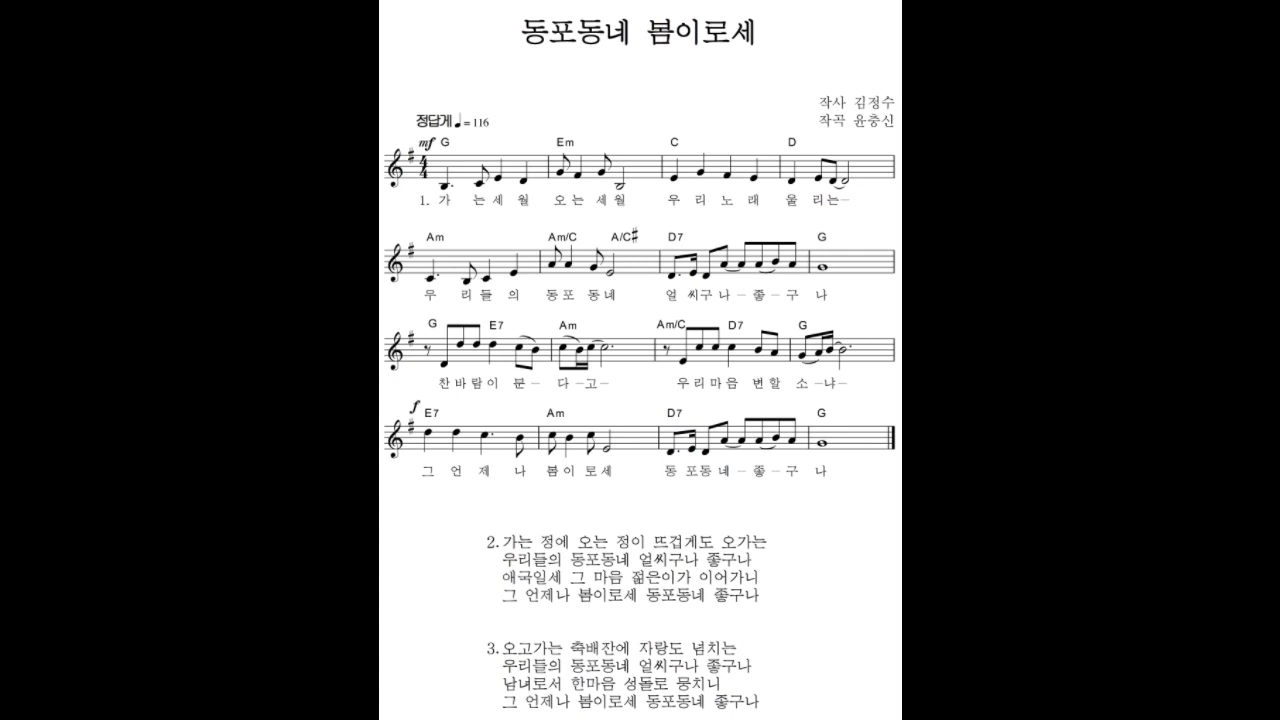 동포동네 봄이로세
작사 김정수
정답게 ♩= 116
작곡 윤충신
mf G Em C D
4/4
1. 가 는 세 월 오 는 세 월 우 리 노 래 울 리 는 –
Am Am/C A/C# D7 G
우 리 들 의 동 포 동 네 얼 씨 구 나 – 좋 – 구 나
G E7 Am Am/C D7 G
찬 바 람 이 분 – 다 – 고 – 우 리 마 음 변 할 소 – 냐 –
f E7 Am D7 G
그 언 제 나 봄 이 로 세 동 포 동 네 – 좋 – 구 나
2. 가는 정에 오는 정이 뜨겁게도 오가는
우리들의 동포동네 얼씨구나 좋구나
애국일세 그 마음 젊은이가 이어가니
그 언제나 봄이로세 동포동네 좋구나
3. 오고가는 축배잔에 자랑도 넘치는
우리들의 동포동네 얼씨구나 좋구나
남녀로서 한마음 성돌로 뭉치니
그 언제나 봄이로세 동포동네 좋구나